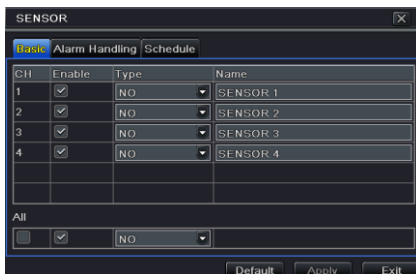 SENSOR
Basic Alarm Handling Schedule
CH Enable Type Name
1 NO SENSOR 1
2 NO SENSOR 2
3 NO SENSOR 3
4 NO SENSOR 4
All
NO
Default Apply Exit